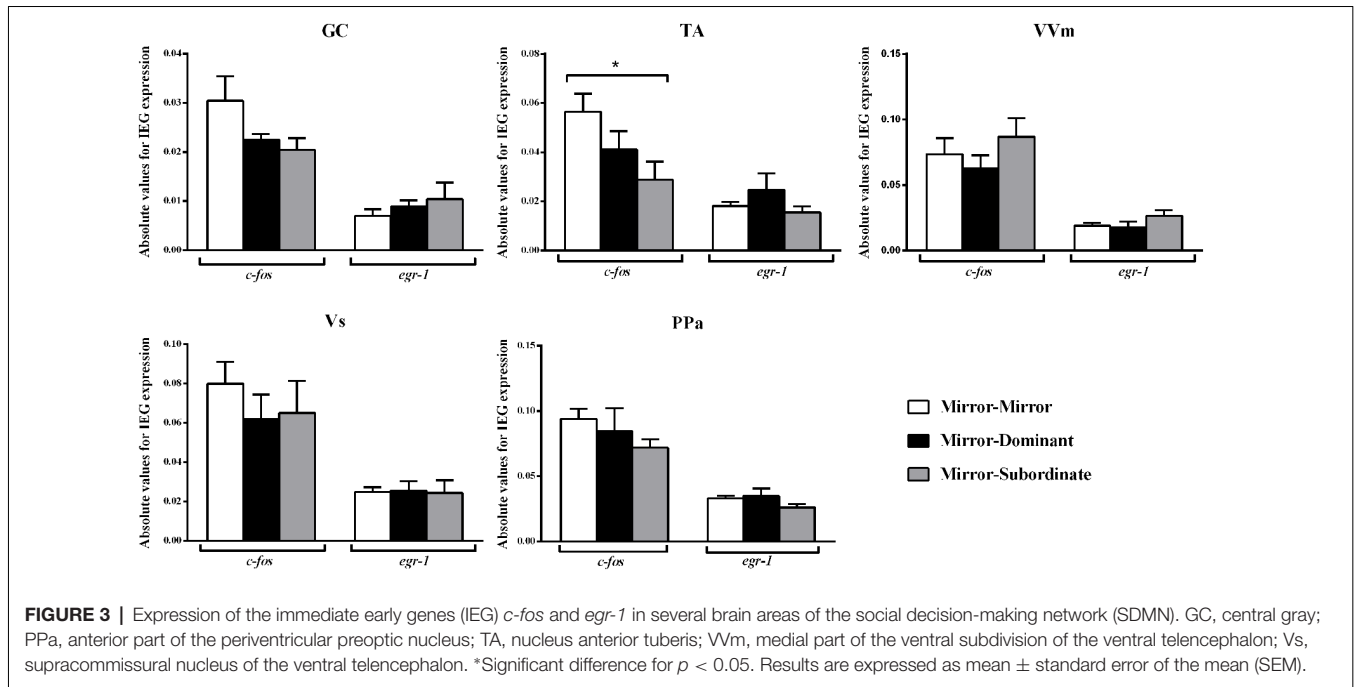 GC
Absolute values for IEG expression
0.04
0.03
0.02
0.01
0.00
c-fos
egr-1
TA
Absolute values for IEG expression
0.08
0.06
0.04
0.02
0.00
*
c-fos
egr-1
VVm
Absolute values for IEG expression
0.15
0.10
0.05
0.00
c-fos
egr-1
Vs
Absolute values for IEG expression
0.10
0.08
0.06
0.04
0.02
0.00
c-fos
egr-1
PPa
Absolute values for IEG expression
0.15
0.10
0.05
0.00
c-fos
egr-1
Mirror-Mirror
Mirror-Dominant
Mirror-Subordinate
FIGURE 3 | Expression of the immediate early genes (IEG) c-fos and egr-1 in several brain areas of the social decision-making network (SDMN). GC, central gray;
PPa, anterior part of the periventricular preoptic nucleus; TA, nucleus anterior tuberis; VVm, medial part of the ventral subdivision of the ventral telencephalon; Vs,
supracommissural nucleus of the ventral telencephalon. *Significant difference for p < 0.05. Results are expressed as mean ± standard error of the mean (SEM).